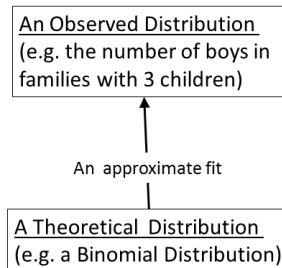 An Observed Distribution
(e.g. the number of boys in
families with 3 children)
An approximate fit
A Theoretical Distribution
(e.g. a Binomial Distribution)